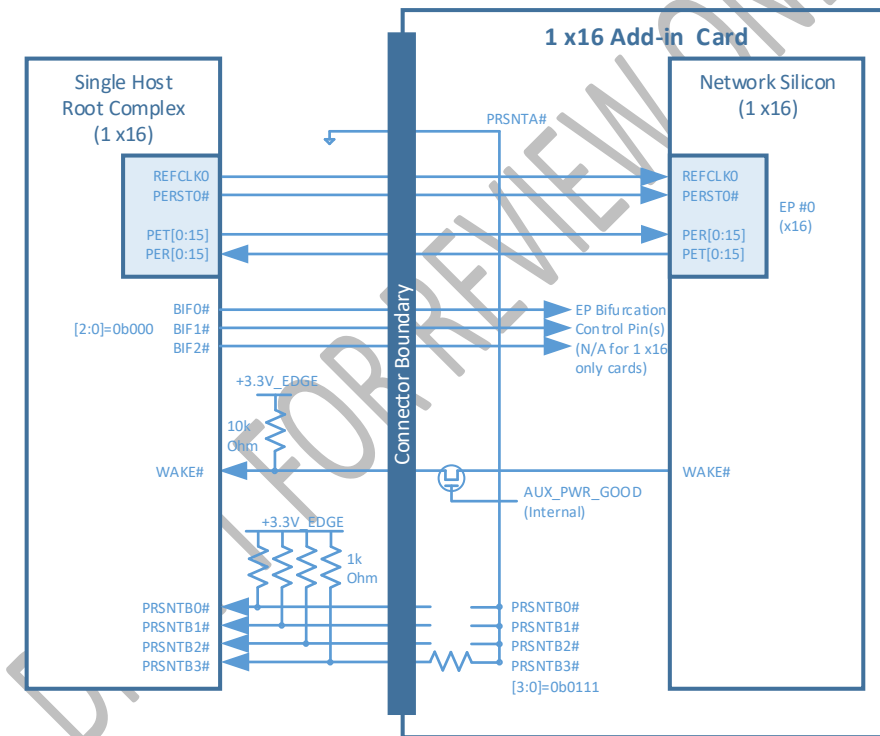 1 x16 Add-in Card
Single Host
Root Complex
(1 x16)
Network Silicon
(1 x16)
PRSNTA#
REFCLK0
PERST0#
PET[0:15]
PER[0:15]
REFCLK0
PERST0#
PER[0:15]
PET[0:15]
EP #0
(x16)
BIF0#
BIF1#
BIF2#
[2:0]=0b000
EP Bifurcation
Control Pin(s)
(N/A for 1 x16
only cards)
Connector Boundary
+3.3V_EDGE
10k
Ohm
WAKE#
WAKE#
AUX_PWR_GOOD
(Internal)
+3.3V_EDGE
1k
Ohm
PRSNTB0#
PRSNTB1#
PRSNTB2#
PRSNTB3#
PRSNTB0#
PRSNTB1#
PRSNTB2#
PRSNTB3#
[3:0]=0b0111
FOR REVIEW